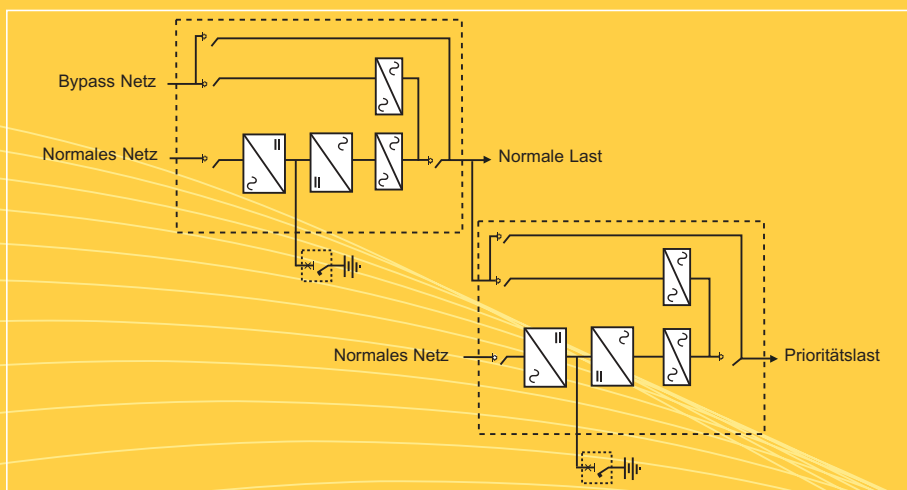 Bypass Netz
Normales Netz
Normale Last
Normales Netz
Prioritätslast